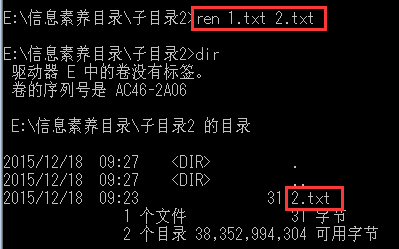 E:\信息素养目录\子目录2>ren 1.txt 2.txt
E:\信息素养目录\子目录2>dir
驱动器 E 中的卷没有标签。
卷的序列号是 AC46-2A06
E:\信息素养目录\子目录2 的目录
2015/12/18 09:27 <DIR> .
2015/12/18 09:27 <DIR> ..
2015/12/18 09:23 31 2.txt
1 个文件 31 字节
2 个目录 38,352,994,304 可用字节